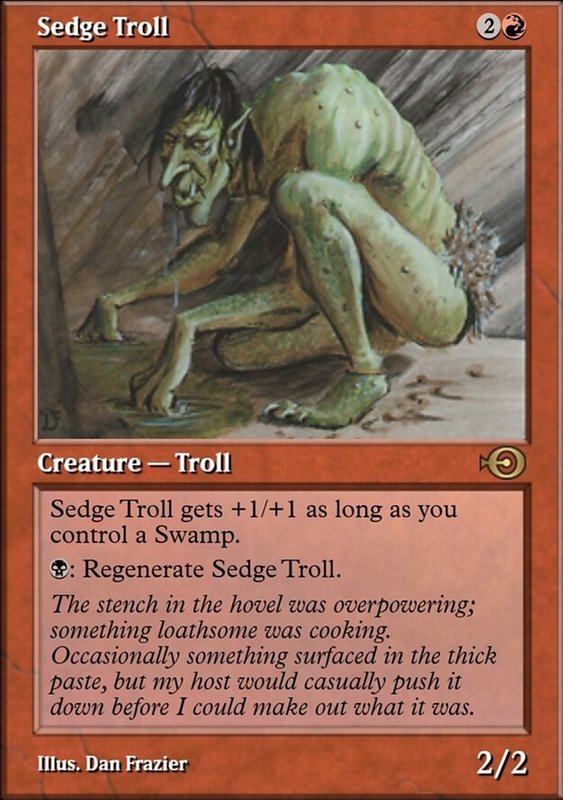 Sedge Troll 2
Creature — Troll
Sedge Troll gets +1/+1 as long as you
control a Swamp.
: Regenerate Sedge Troll.
The stench in the hovel was overpowering;
something loathsome was cooking.
Occasionally something surfaced in the thick
paste, but my host would casually push it
down before I could make out what it was.
Illus. Dan Frazier 2/2